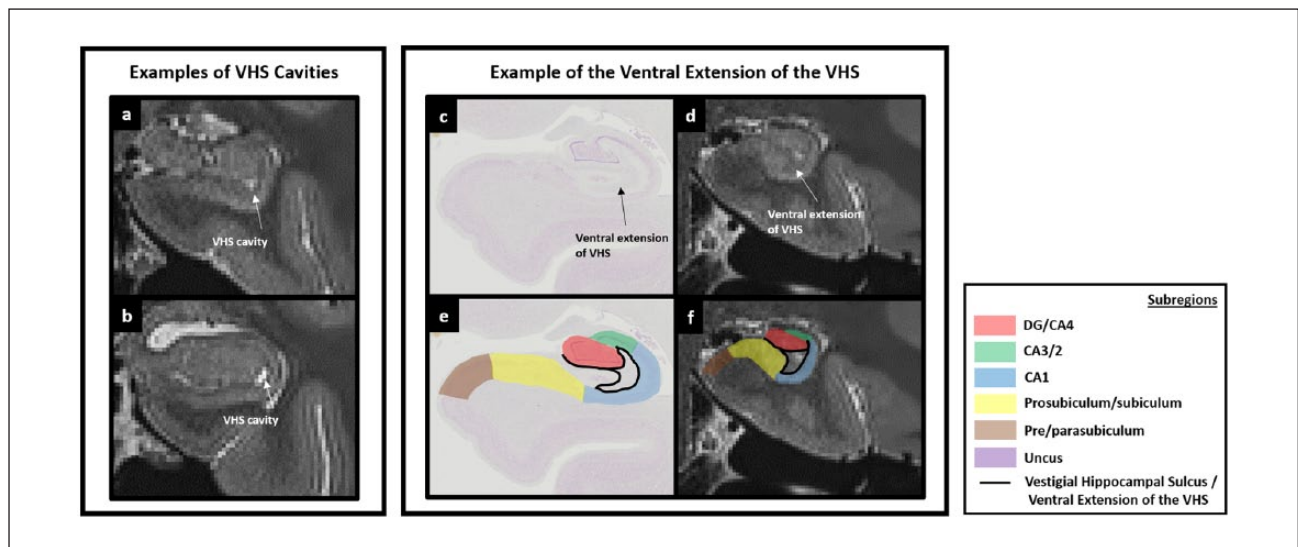 Examples of VHS Cavities
a
VHS cavity
b
VHS cavity
Example of the Ventral Extension of the VHS
c
Ventral extension
of VHS
d
Ventral extension
of VHS
e
f
Subregions
DG/CA4
CA3/2
CA1
Prosubiculum/subiculum
Pre/parasubiculum
Uncus
Vestigial Hippocampal Sulcus /
Ventral Extension of the VHS